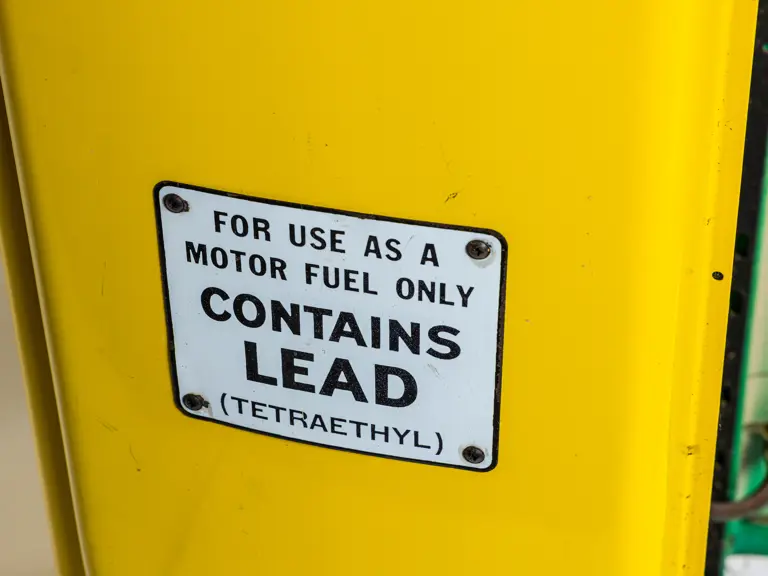 FOR USE AS A
MOTOR FUEL ONLY
CONTAINS
LEAD
(TETRAETHYL)